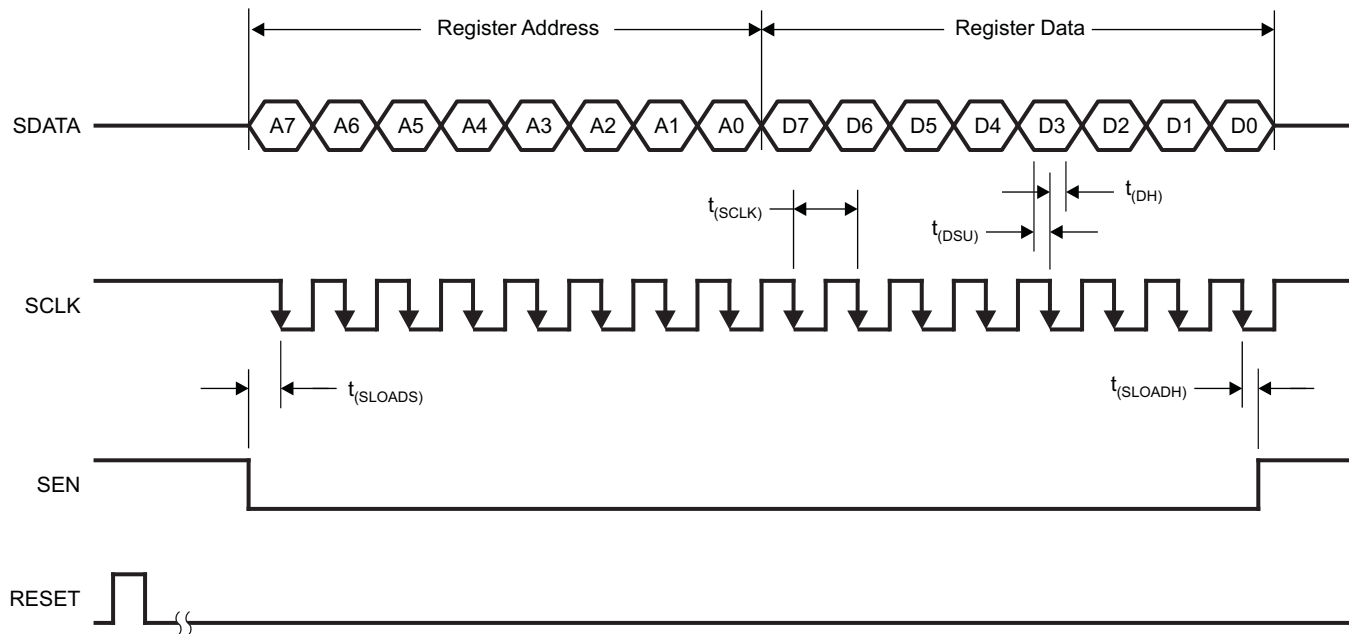 Register Address Register Data
SDATA A7 A6 A5 A4 A3 A2 A1 A0 D7 D6 D5 D4 D3 D2 D1 D0
t(SCLK) t(DH)
t(DSU)
SCLK
t(SLOADS) t(SLOADH)
SEN
RESET